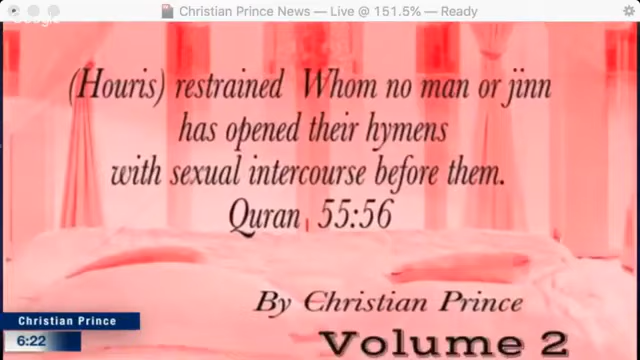 Christian Prince News — Live @ 151.5% — Ready
Google
(Houris) restrained Whom no man or jinn
has opened their hymens
with sexual intercourse before them.
Quran 55:56
By Christian Prince
Volume 2
Christian Prince
6:22